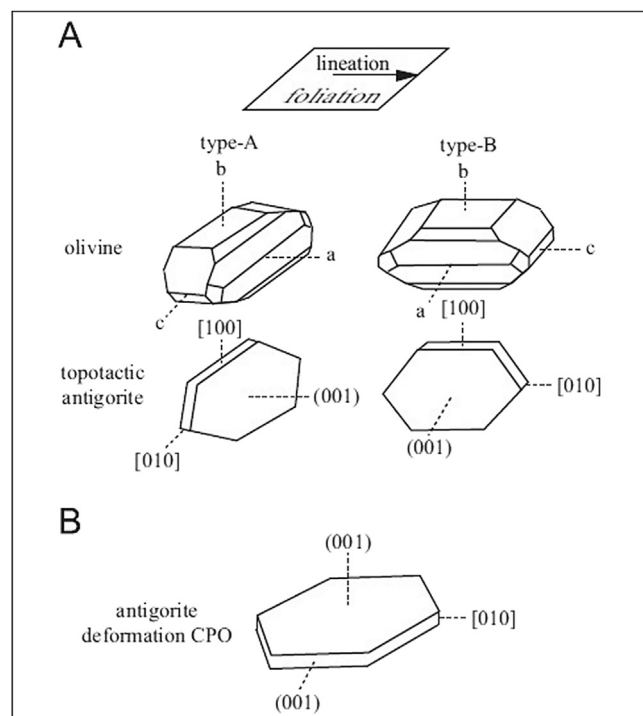 A
lineation
foliation
type-A
b
type-B
b
olivine
a
c
c
a
[100]
[100]
topotactic
antigorite
(001)
[010]
[010]
(001)
B
(001)
antigorite
deformation CPO
[010]
(001)